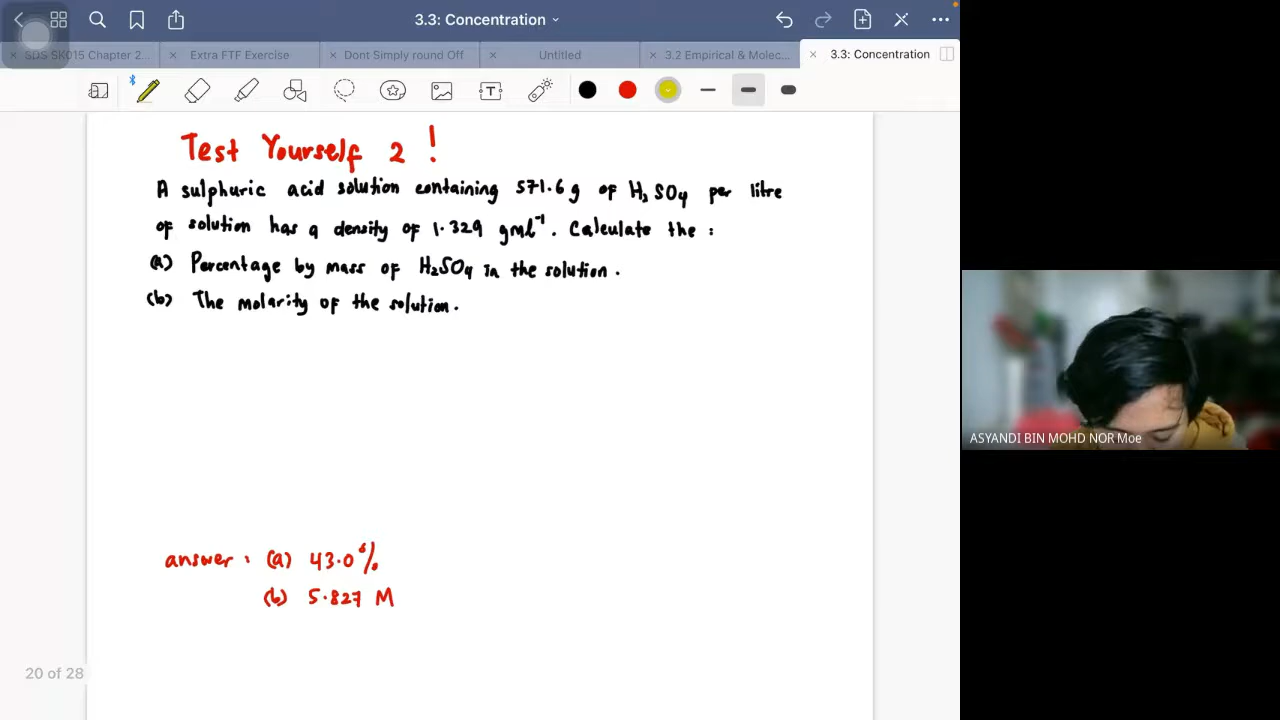 3.3: Concentration
SDS SK015 Chapter 2...
Extra FTF Exercise
Dont Simply round Off
Untitled
3.2 Empirical & Molec...
3.3: Concentration
Test Yourself 2 !
A sulphuric acid solution containing 571.6 g of H₂SO₄ per litre
of solution has a density of 1.329 gml⁻¹. Calculate the :
(a) Percentage by mass of H₂SO₄ in the solution.
(b) The molarity of the solution.
answer : (a) 43.0 %
(b) 5.827 M
20 of 28
ASYANDI BIN MOHD NOR Moe